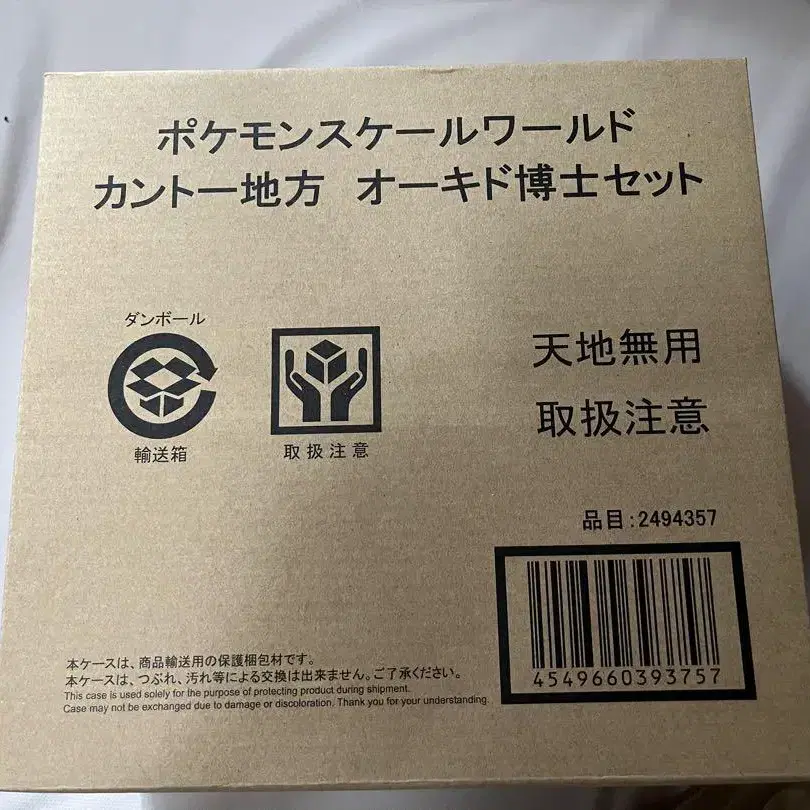 ポケモンスケールワールド
カントー地方 オーキド博士セット
ダンボール
輸送箱
取扱注意
天地無用
取扱注意
品目:2494357
4549660393757
本ケースは、商品輸送用の保護梱包材です。
本ケースは、つぶれ、汚れ等による交換は出来ません。ご了承ください。
This case is used solely for the purpose of protecting product during shipment.
Case may not be exchanged due to damage or discoloration. Thank you for your understanding.